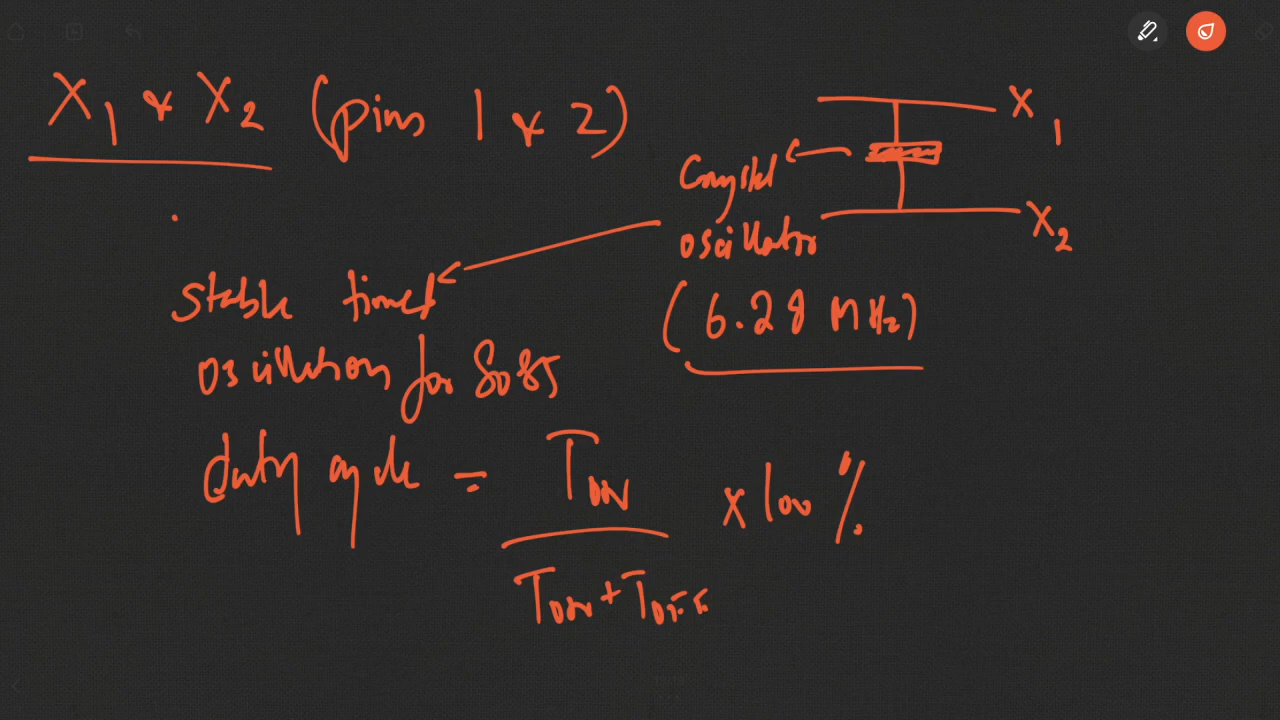 X1 & X2 (pins 1 & 2)
X1
Crystal
oscillator
X2
(6.28 MHz)
stable timed
oscillation for 8085
duty cycle = TON / TON + TOFF x 100 %